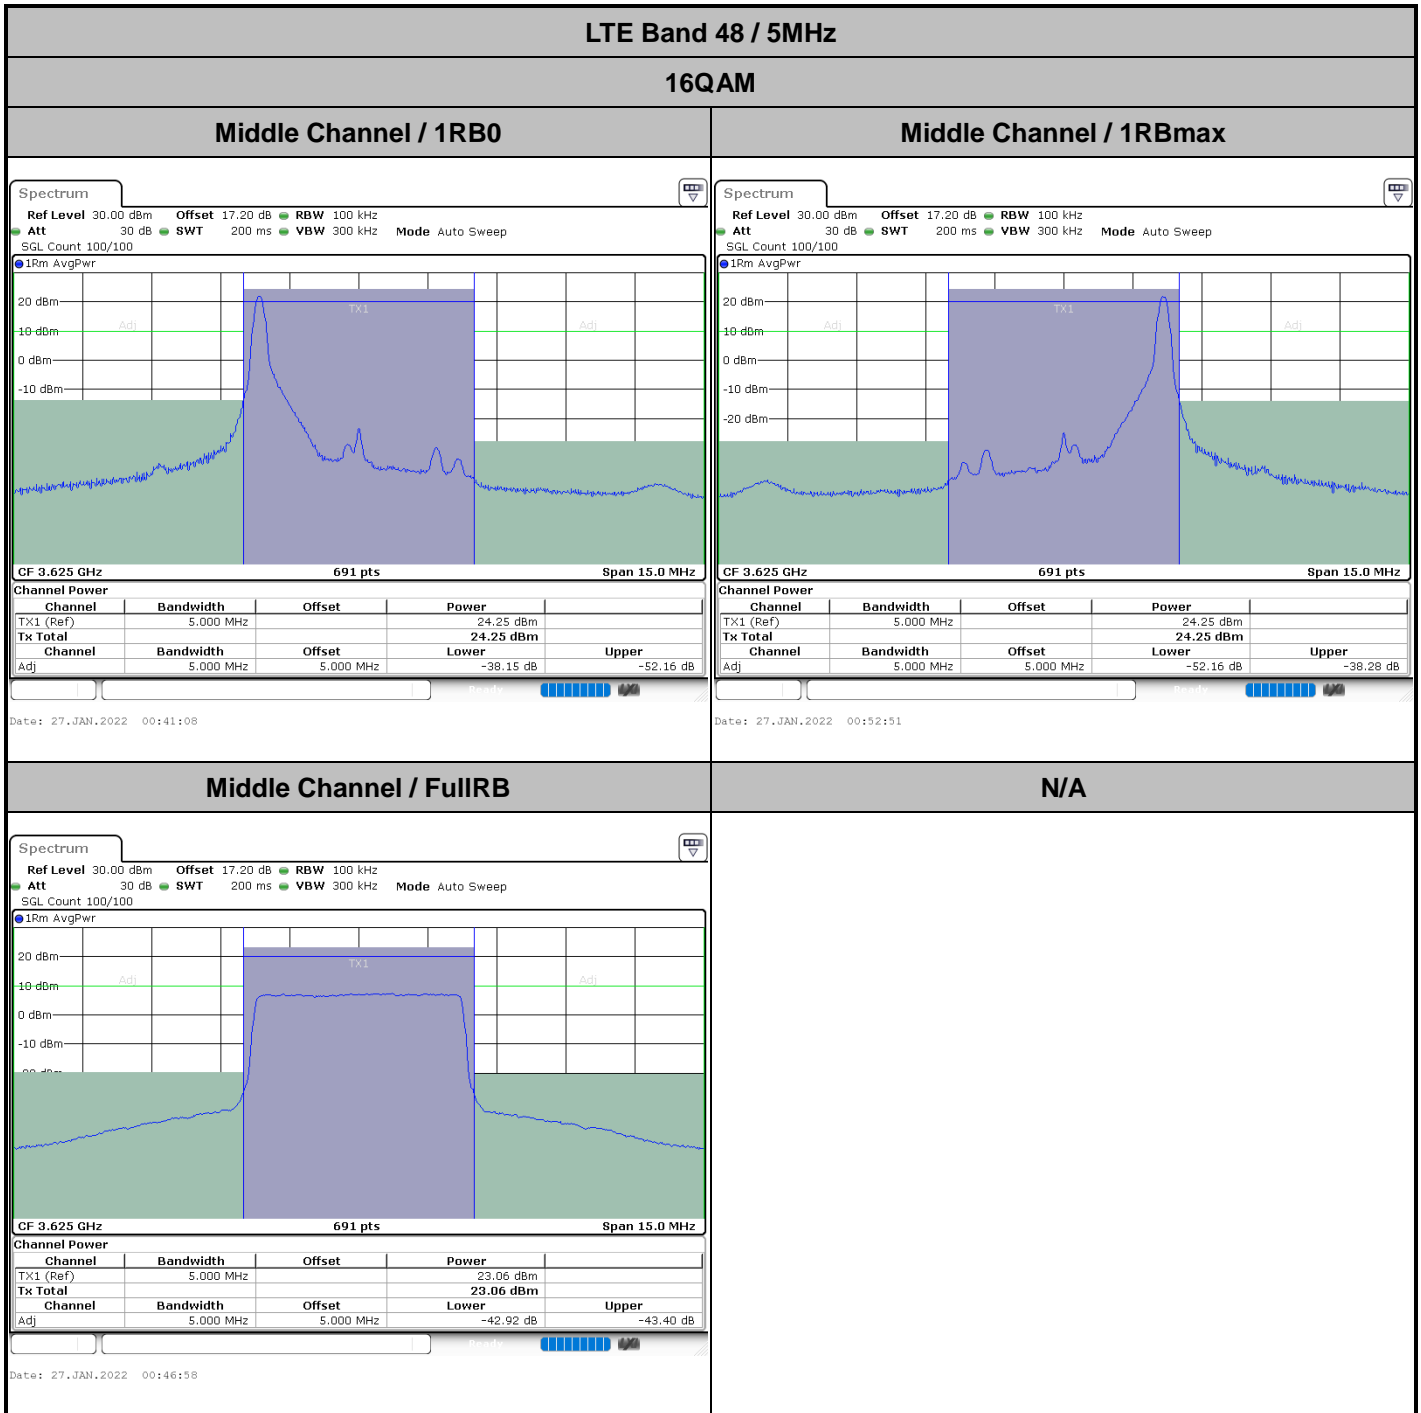 LTE Band 48 / 5MHz
16QAM
Middle Channel / 1RB0
Middle Channel / 1RBmax
Spectrum
Ref Level 30.00 dBm Offset 17.20 dB RBW 100 kHz
Att 30 dB SWT 200 ms VBW 300 kHz Mode Auto Sweep
SGL Count 100/100
1Rm AvgPwr
20 dBm
TX1
10 dBm
Adj
Adj
0 dBm
-10 dBm
CF 3.625 GHz 691 pts Span 15.0 MHz
Channel Power
Channel Bandwidth Offset Power
TX1 (Ref) 5.000 MHz 24.25 dBm
Tx Total 24.25 dBm
Channel Bandwidth Offset Lower Upper
Adj 5.000 MHz 5.000 MHz -38.15 dB -52.16 dB
Ready
Date: 27.JAN.2022 00:41:08
Spectrum
Ref Level 30.00 dBm Offset 17.20 dB RBW 100 kHz
Att 30 dB SWT 200 ms VBW 300 kHz Mode Auto Sweep
SGL Count 100/100
1Rm AvgPwr
20 dBm
TX1
10 dBm
Adj
Adj
0 dBm
-10 dBm
-20 dBm
CF 3.625 GHz 691 pts Span 15.0 MHz
Channel Power
Channel Bandwidth Offset Power
TX1 (Ref) 5.000 MHz 24.25 dBm
Tx Total 24.25 dBm
Channel Bandwidth Offset Lower Upper
Adj 5.000 MHz 5.000 MHz -52.16 dB -38.28 dB
Ready
Date: 27.JAN.2022 00:52:51
Middle Channel / FullRB
N/A
Spectrum
Ref Level 30.00 dBm Offset 17.20 dB RBW 100 kHz
Att 30 dB SWT 200 ms VBW 300 kHz Mode Auto Sweep
SGL Count 100/100
1Rm AvgPwr
20 dBm
TX1
10 dBm
Adj
Adj
0 dBm
-10 dBm
-20 dBm
CF 3.625 GHz 691 pts Span 15.0 MHz
Channel Power
Channel Bandwidth Offset Power
TX1 (Ref) 5.000 MHz 23.06 dBm
Tx Total 23.06 dBm
Channel Bandwidth Offset Lower Upper
Adj 5.000 MHz 5.000 MHz -42.92 dB -43.40 dB
Ready
Date: 27.JAN.2022 00:46:58